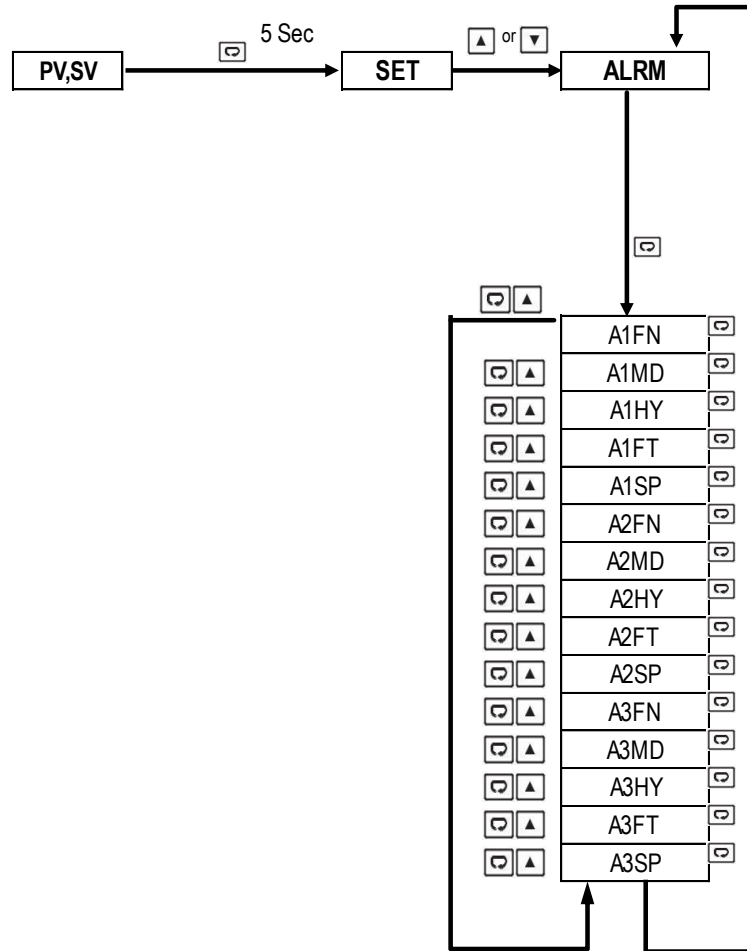 5 Sec
or
PV,SV
SET
ALRM
A1FN
A1MD
A1HY
A1FT
A1SP
A2FN
A2MD
A2HY
A2FT
A2SP
A3FN
A3MD
A3HY
A3FT
A3SP